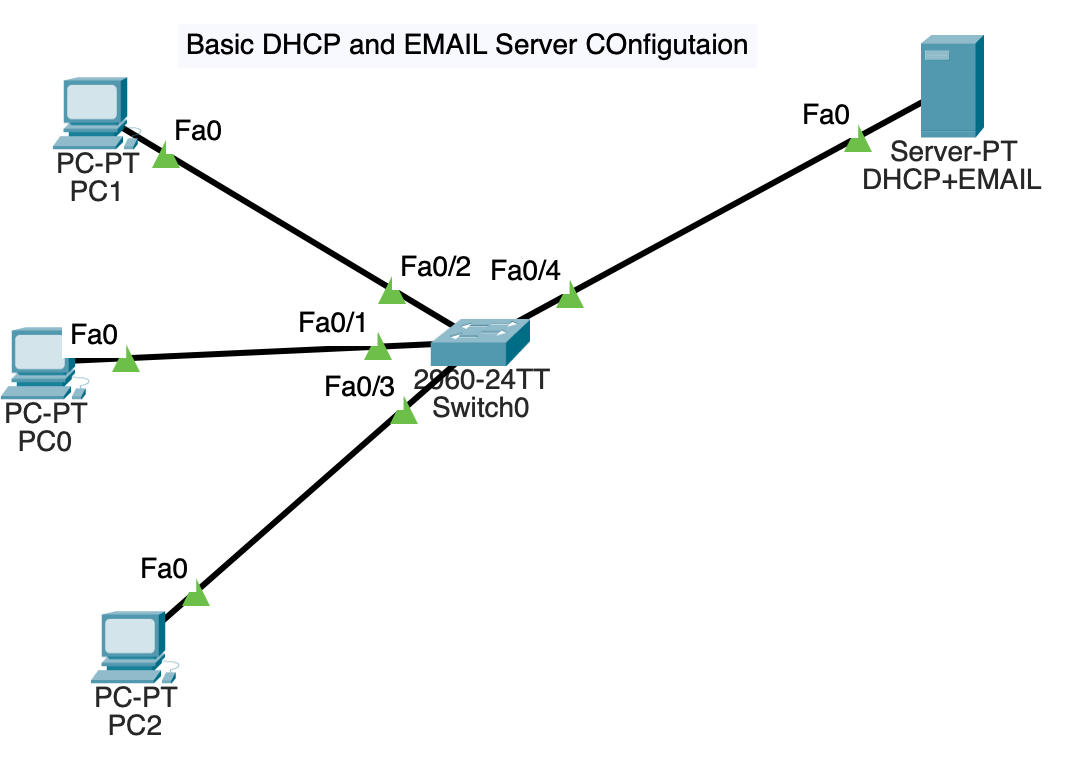 Basic DHCP and EMAIL Server COnfigutaion
Fa0
PC-PT
PC1
Fa0
Server-PT
DHCP+EMAIL
Fa0/2
Fa0/4
Fa0/1
Fa0
PC-PT
PC0
Fa0/3
2960-24TT
Switch0
Fa0
PC-PT
PC2